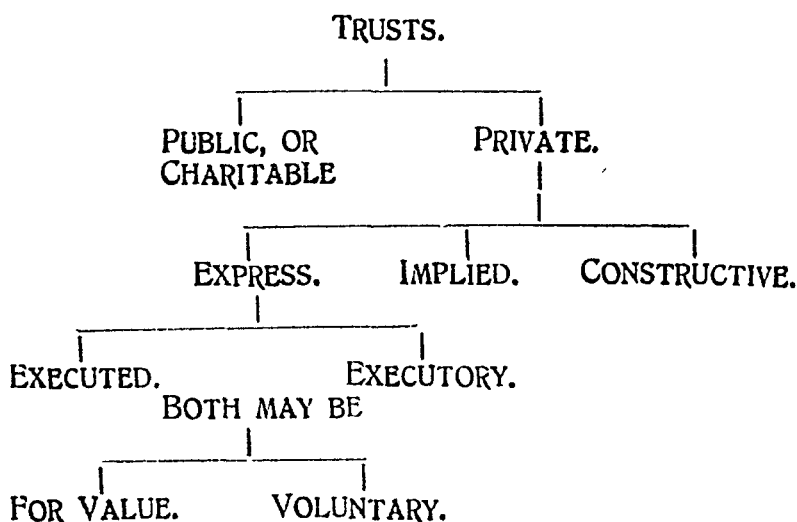 TRUSTS.
PUBLIC, OR PRIVATE.
CHARITABLE
EXPRESS. IMPLIED. CONSTRUCTIVE.
EXECUTED. EXECUTORY.
BOTH MAY BE
FOR VALUE. VOLUNTARY.